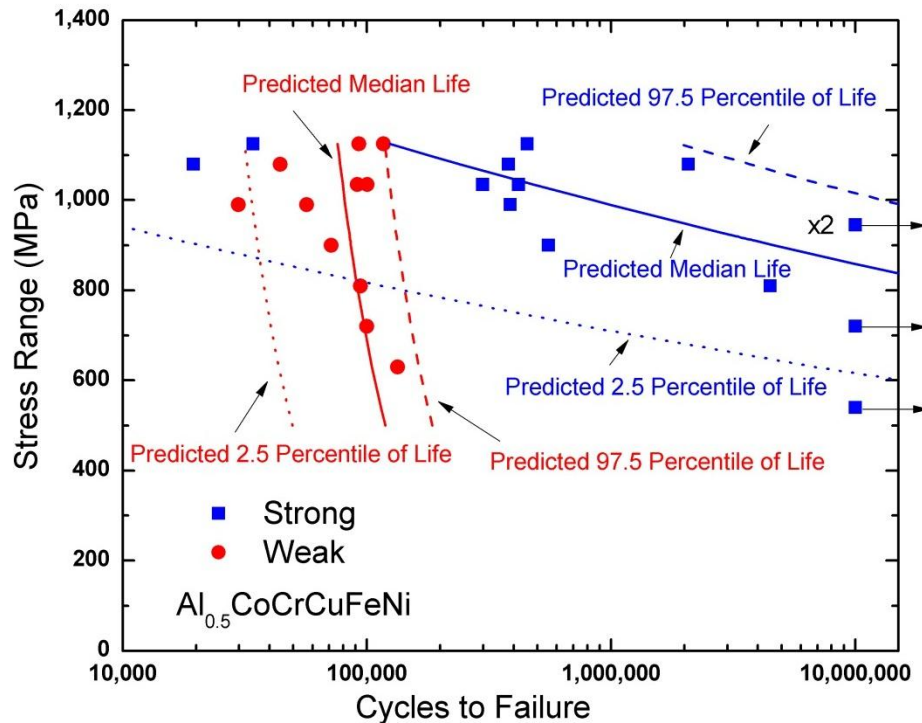 1,400
1,200
1,000
800
600
400
200
0
Stress Range (MPa)
Predicted Median Life
Predicted 97.5 Percentile of Life
x2
Predicted Median Life
Predicted 2.5 Percentile of Life
Predicted 2.5 Percentile of Life
Predicted 97.5 Percentile of Life
Strong
Weak
Al0.5CoCrCuFeNi
10,000
100,000
1,000,000
10,000,000
Cycles to Failure